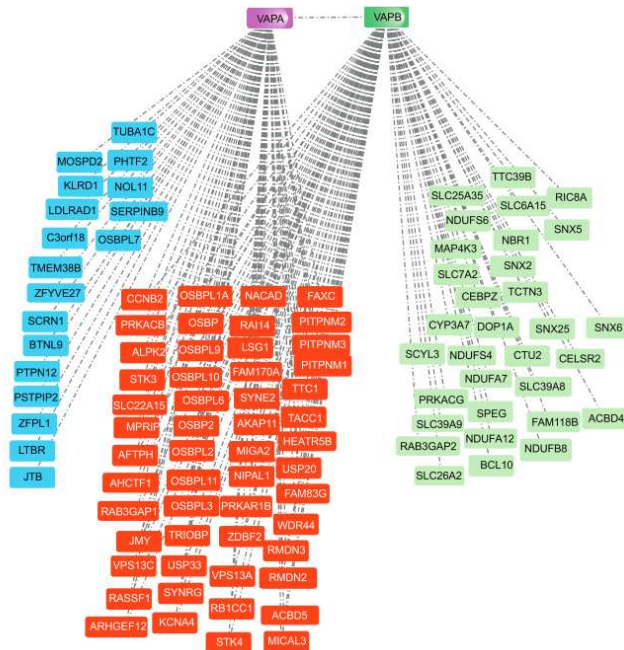 VAPA
VAPB
TUBA1C
MOSPD2
PHTF2
KLRD1
NOL11
LDLRAD1
SERPINB9
C3orf18
OSBPL7
TMEM38B
ZFYVE27
SCRN1
BTNL9
PTPN12
PSTPIP2
ZFPL1
LTBR
JTB
CCNB2
OSBPL1A
NACAD
FAXC
PRKACB
OSBP
RAI14
PITPNM2
ALPK2
OSBPL9
LSG1
PITPNM3
STK3
OSBPL10
FAM170A
PITPNM1
SLC22A15
OSBPL6
SYNE2
TTC1
MPRIP
OSBP2
AKAP11
TACC1
AFTPH
OSBPL2
MIGA2
HEATR5B
AHCTF1
OSBPL11
NIPAL1
USP20
RAB3GAP1
OSBPL3
PRKAR1B
FAM83G
JMY
TRIOBP
ZDBF2
WDR44
VPS13C
USP33
VPS13A
RMDN3
RASSF1
SYNRG
RB1CC1
RMDN2
ARHGEF12
KCNA4
STK4
ACBD5
MICAL3
TTC39B
SLC25A35
SLC6A15
RIC8A
NDUFS6
SNX5
MAP4K3
NBR1
SLC7A2
SNX2
CEBPZ
TCTN3
CYP3A7
DOP1A
SNX25
SNX6
SCYL3
NDUFS4
CTU2
CELSR2
NDUFA7
SLC39A8
PRKACG
SPEG
FAM118B
ACBD4
SLC39A9
NDUFA12
RAB3GAP2
NDUFB8
SLC26A2
BCL10